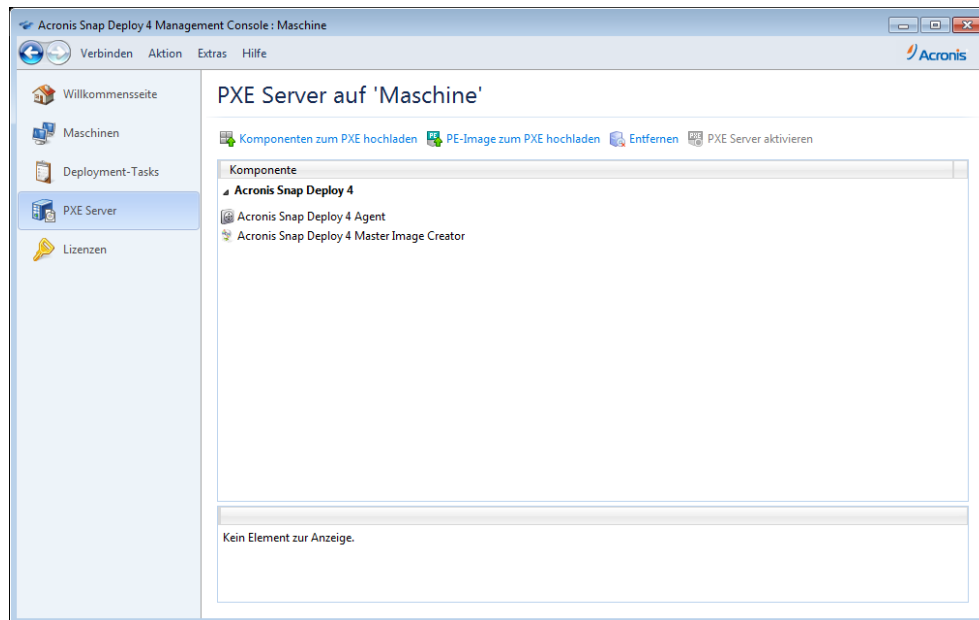 Acronis Snap Deploy 4 Management Console : Maschine
Verbinden Aktion Extras Hilfe
Acronis
Willkommensseite
Maschinen
Deployment-Tasks
PXE Server
Lizenzen
PXE Server auf 'Maschine'
Komponenten zum PXE hochladen PE-Image zum PXE hochladen Entfernen PXE Server aktivieren
Komponente
Acronis Snap Deploy 4
Acronis Snap Deploy 4 Agent
Acronis Snap Deploy 4 Master Image Creator
Kein Element zur Anzeige.